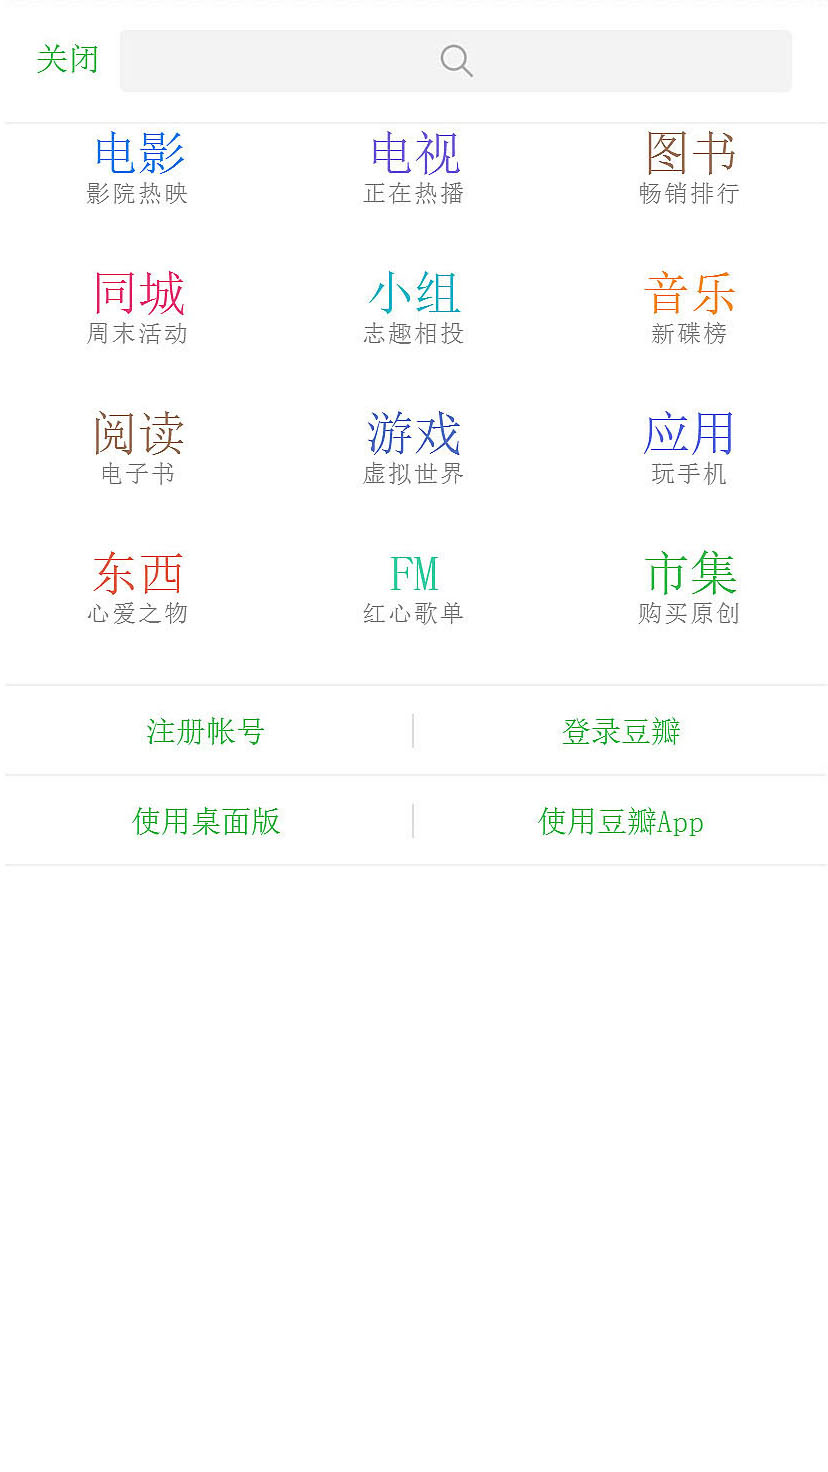 关闭
电影 电视 图书
影院热映 正在热播 畅销排行
同城 小组 音乐
周末活动 志趣相投 新碟榜
阅读 游戏 应用
电子书 虚拟世界 玩手机
东西 FM 市集
心爱之物 红心歌单 购买原创
注册帐号 登录豆瓣
使用桌面版 使用豆瓣App